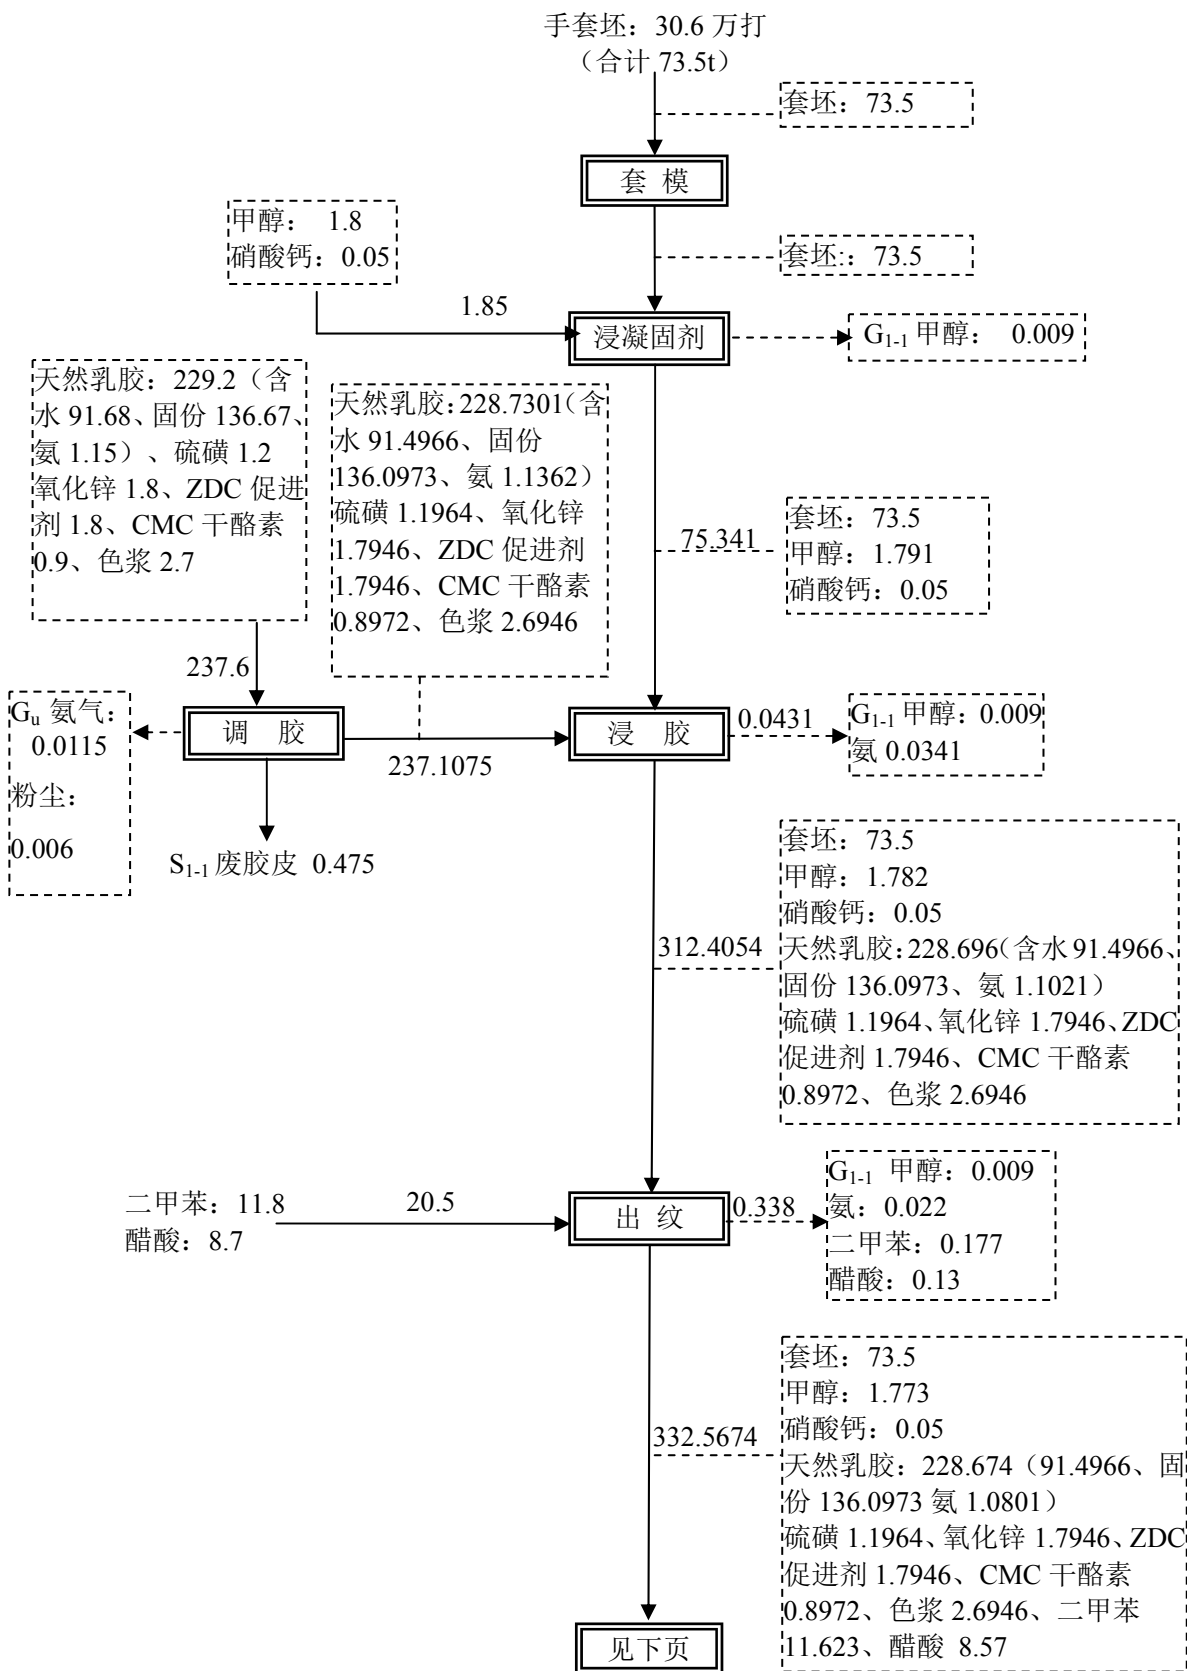 手套坯：30.6 万打
（合计 73.5t）
套坯：73.5
套 模
甲醇： 1.8
硝酸钙：0.05
套坯:：73.5
1.85
浸凝固剂
G1-1 甲醇： 0.009
天然乳胶：229.2（含
水 91.68、固份 136.67、
氨 1.15）、硫磺 1.2
氧化锌 1.8、ZDC 促进
剂 1.8、CMC 干酪素
0.9、色浆 2.7
天然乳胶：228.7301（含
水 91.4966、固份
136.0973、氨 1.1362）
硫磺 1.1964、氧化锌
1.7946、ZDC 促进剂
1.7946、CMC 干酪素
0.8972、色浆 2.6946
75.341
套坯：73.5
甲醇：1.791
硝酸钙：0.05
237.6
Gu 氨气：
0.0115
粉尘：
0.006
调 胶
237.1075
浸 胶
0.0431
G1-1 甲醇：0.009
氨 0.0341
S1-1 废胶皮 0.475
312.4054
套坯：73.5
甲醇：1.782
硝酸钙：0.05
天然乳胶：228.696（含水 91.4966、
固份 136.0973、氨 1.1021）
硫磺 1.1964、氧化锌 1.7946、ZDC
促进剂 1.7946、CMC 干酪素
0.8972、色浆 2.6946
二甲苯：11.8
醋酸：8.7
20.5
出 纹
0.338
G1-1 甲醇：0.009
氨：0.022
二甲苯：0.177
醋酸：0.13
332.5674
套坯：73.5
甲醇：1.773
硝酸钙：0.05
天然乳胶：228.674（91.4966、固
份 136.0973 氨 1.0801）
硫磺 1.1964、氧化锌 1.7946、ZDC
促进剂 1.7946、CMC 干酪素
0.8972、色浆 2.6946、二甲苯
11.623、醋酸 8.57
见下页